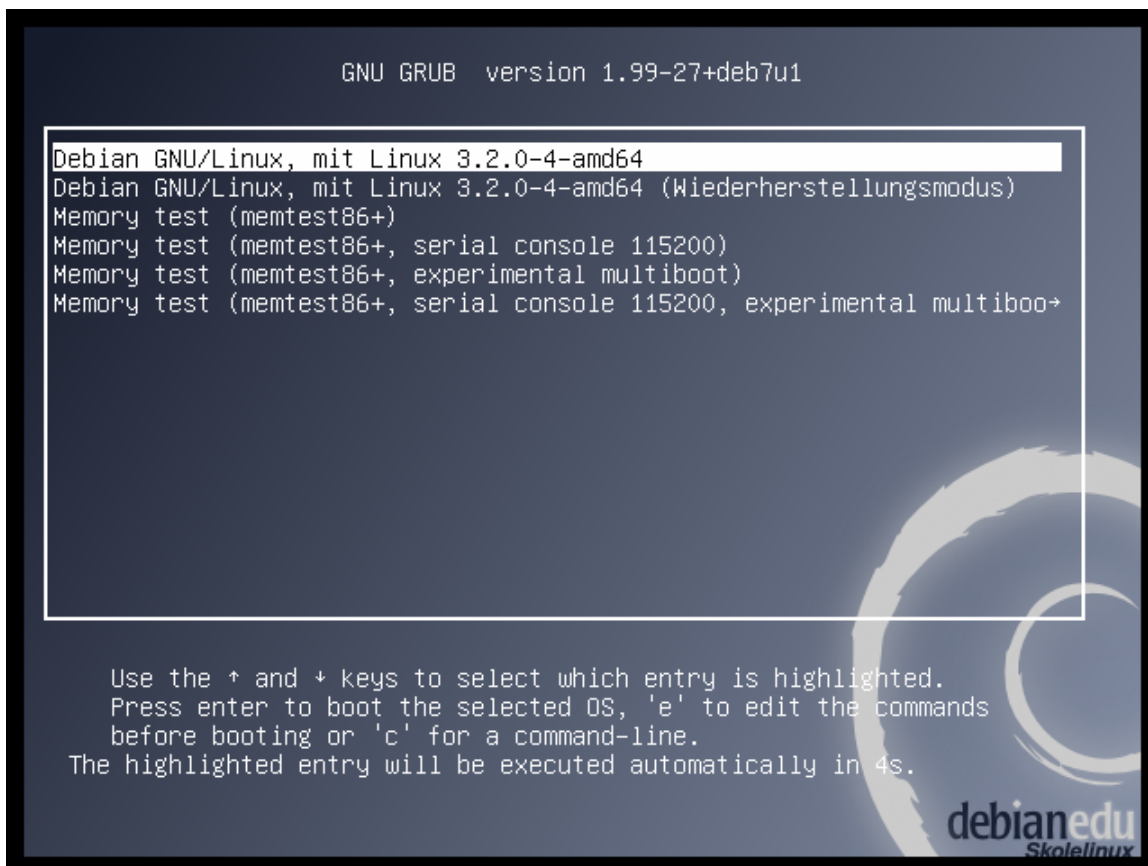 GNU GRUB  version 1.99-27+deb7u1
Debian GNU/Linux, mit Linux 3.2.0-4-amd64
Debian GNU/Linux, mit Linux 3.2.0-4-amd64 (Wiederherstellungsmodus)
Memory test (memtest86+)
Memory test (memtest86+, serial console 115200)
Memory test (memtest86+, experimental multiboot)
Memory test (memtest86+, serial console 115200, experimental multiboo→
Use the ↑ and ↓ keys to select which entry is highlighted.
Press enter to boot the selected OS, 'e' to edit the commands
before booting or 'c' for a command-line.
The highlighted entry will be executed automatically in 4s.
debianedu
Skolelinux